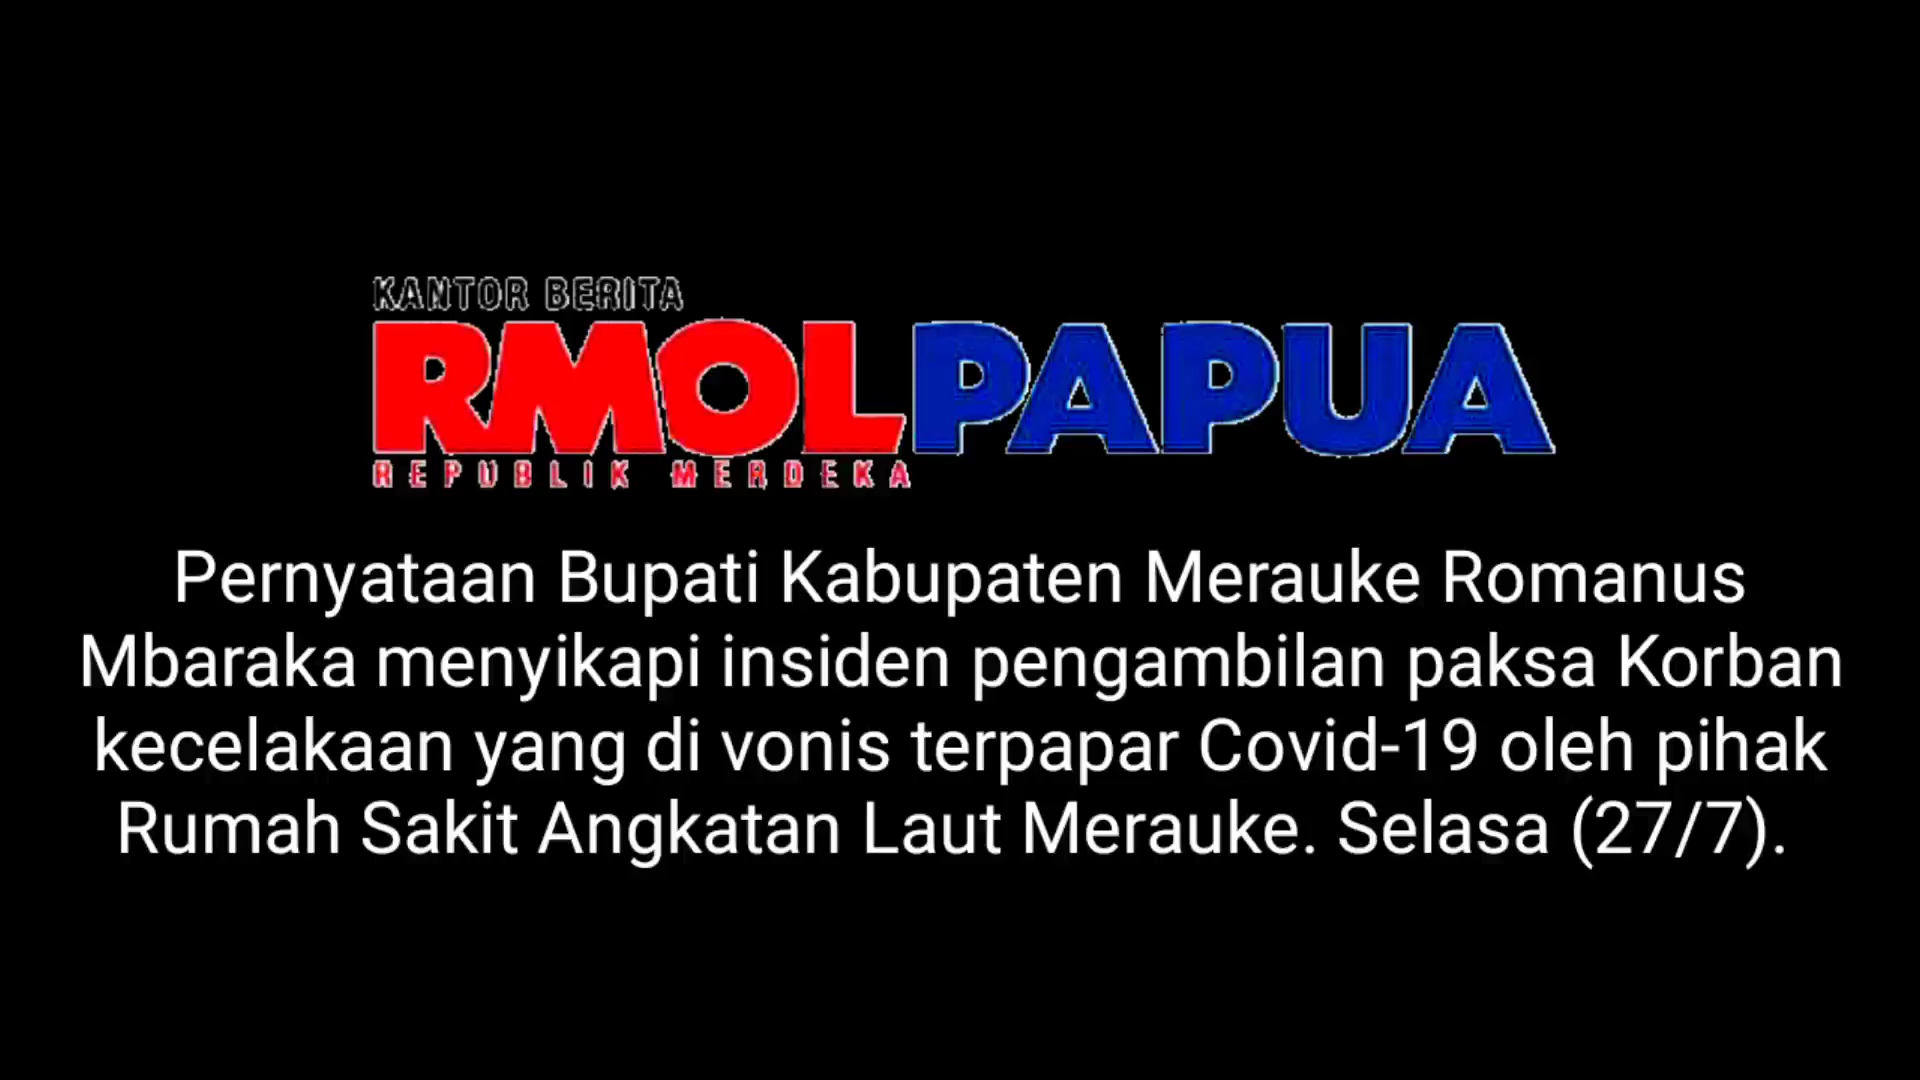 KANTOR BERITA
RMOLPAPUA
REPUBLIK MERDEKA
Pernyataan Bupati Kabupaten Merauke Romanus
Mbaraka menyikapi insiden pengambilan paksa Korban
kecelakaan yang di vonis terpapar Covid-19 oleh pihak
Rumah Sakit Angkatan Laut Merauke. Selasa (27/7).